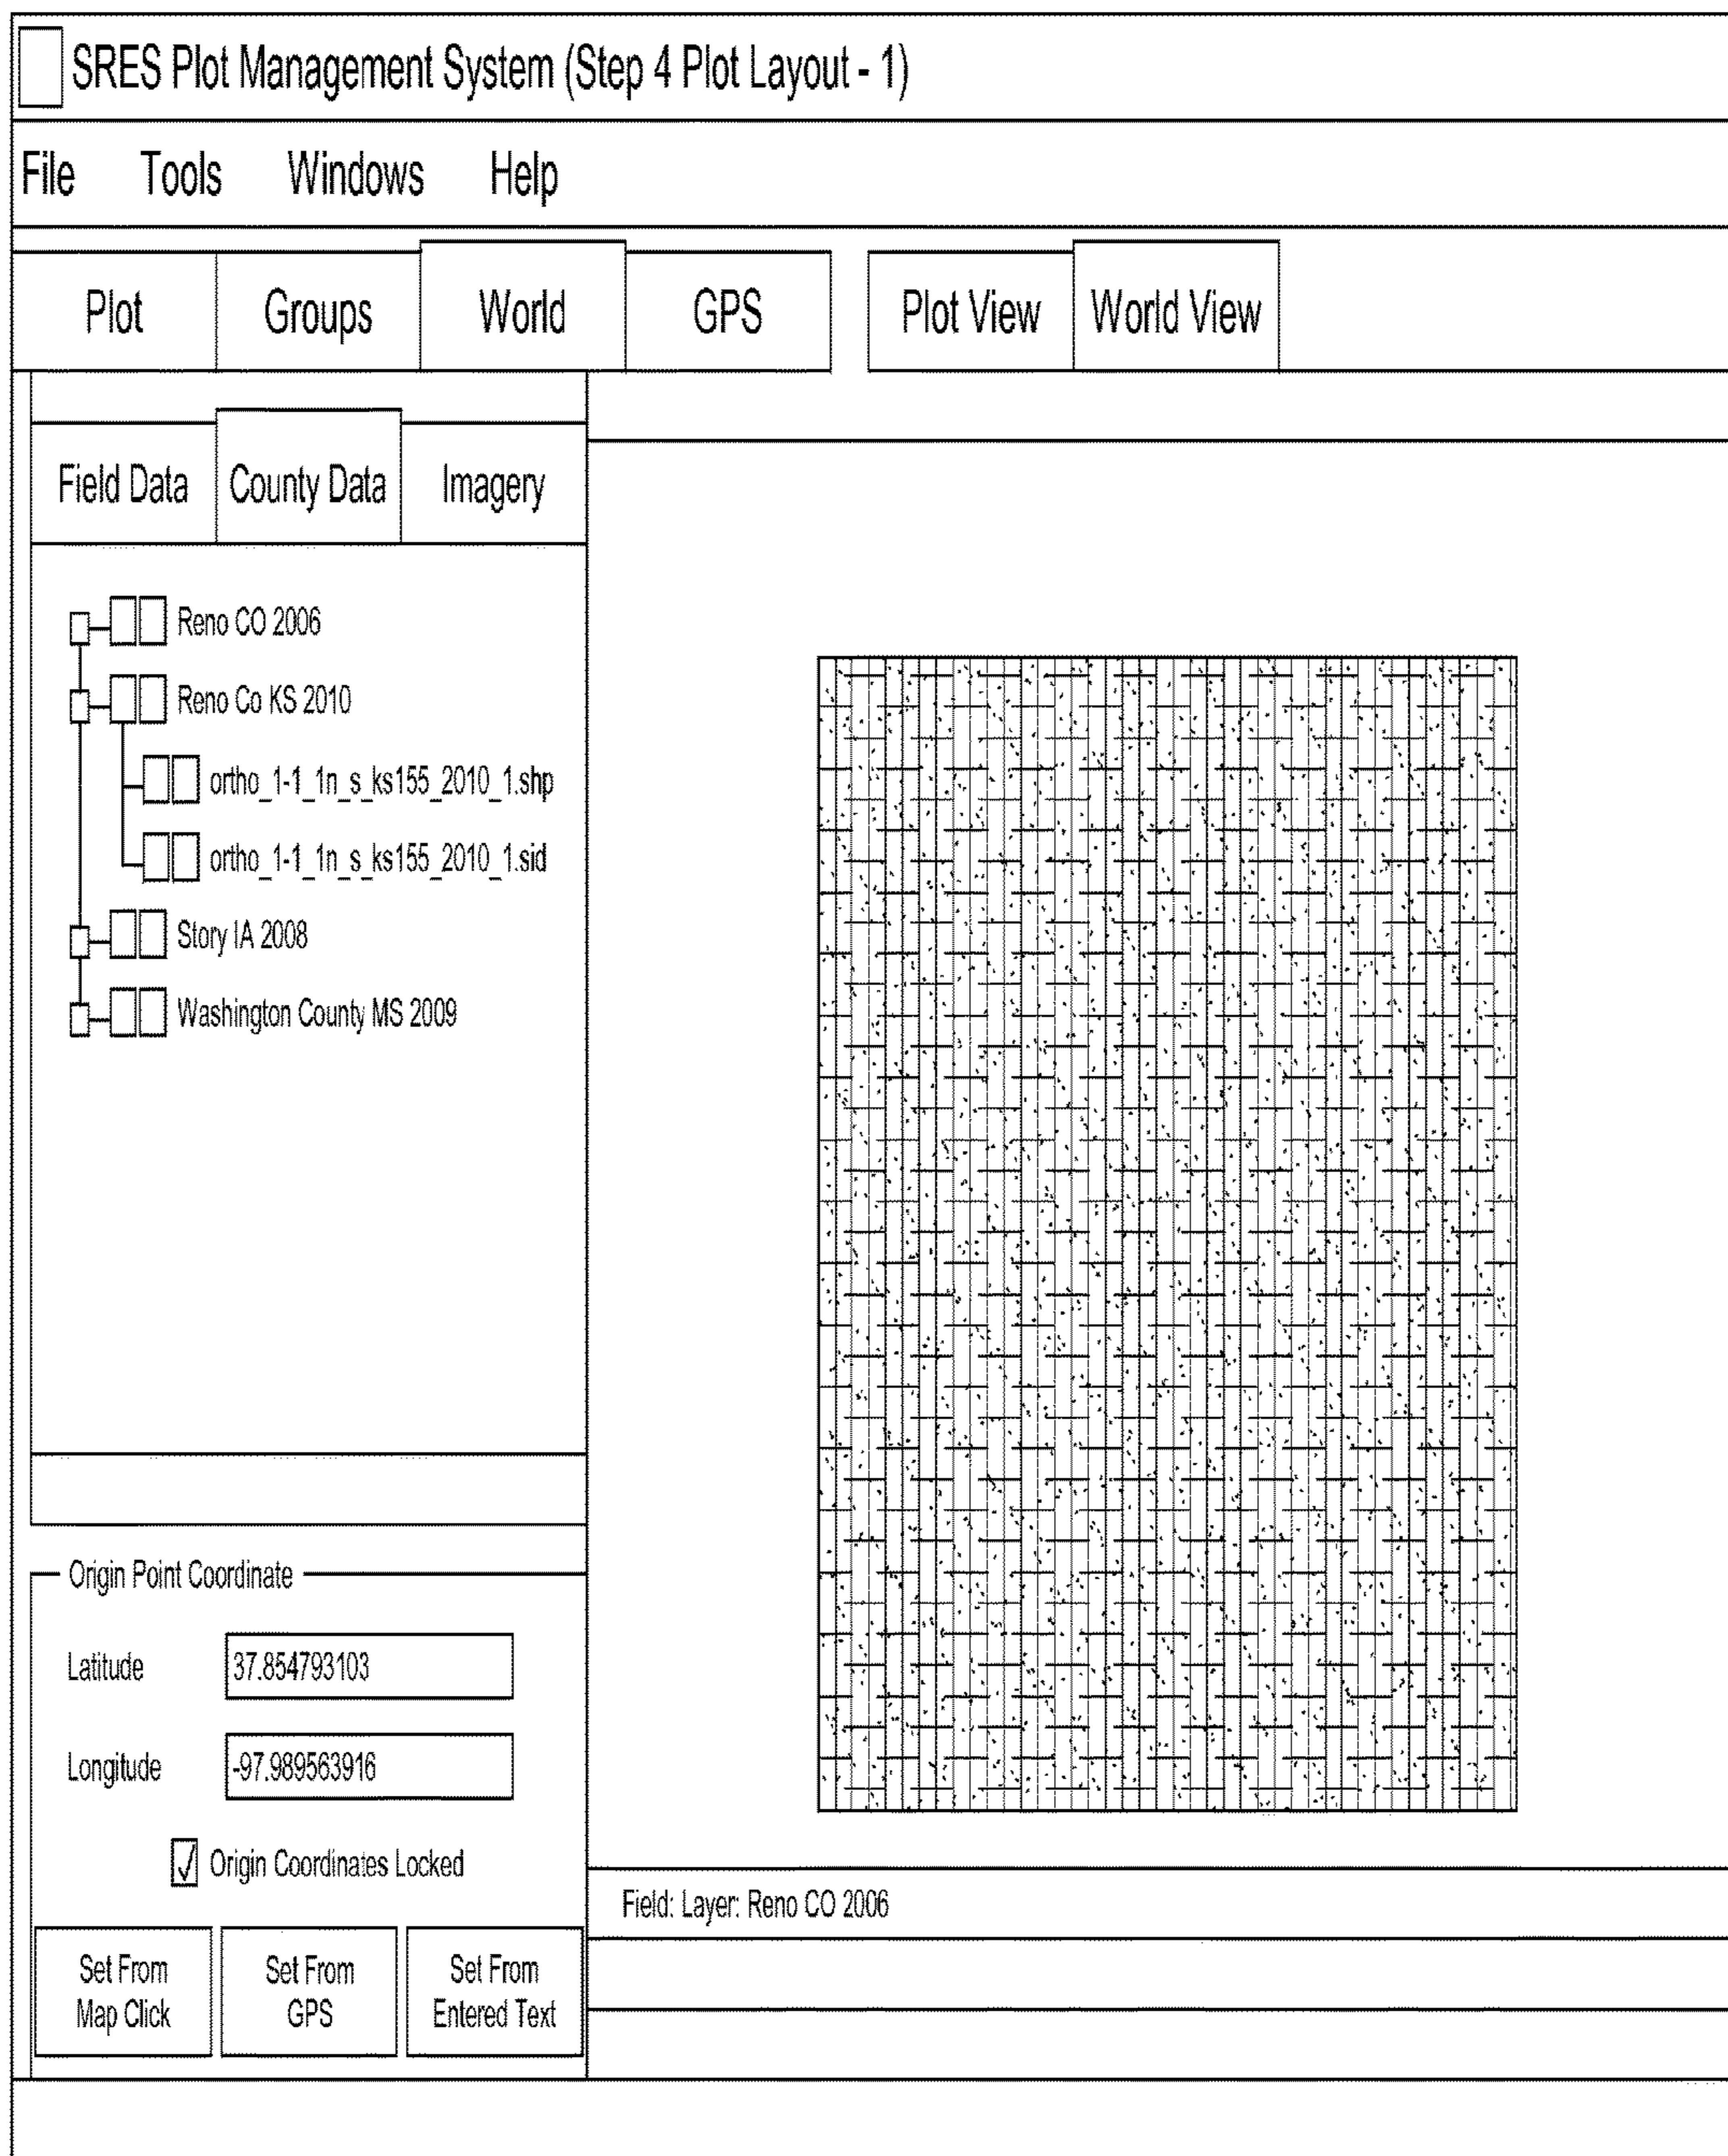 SRES Plot Management System (Step 4 Plot Layout - 1)
File Tools Windows Help
Plot Groups World GPS Plot View World View
Field Data County Data Imagery
Reno CO 2006
Reno Co KS 2010
ortho_1-1_1n_s_ks155_2010_1.shp
ortho_1-1_1n_s_ks155_2010_1.sid
Story IA 2008
Washington County MS 2009
Origin Point Coordinate
Latitude 37.854793103
Longitude -97.989563916
Origin Coordinates Locked
Field: Layer: Reno CO 2006
Set From Map Click
Set From GPS
Set From Entered Text